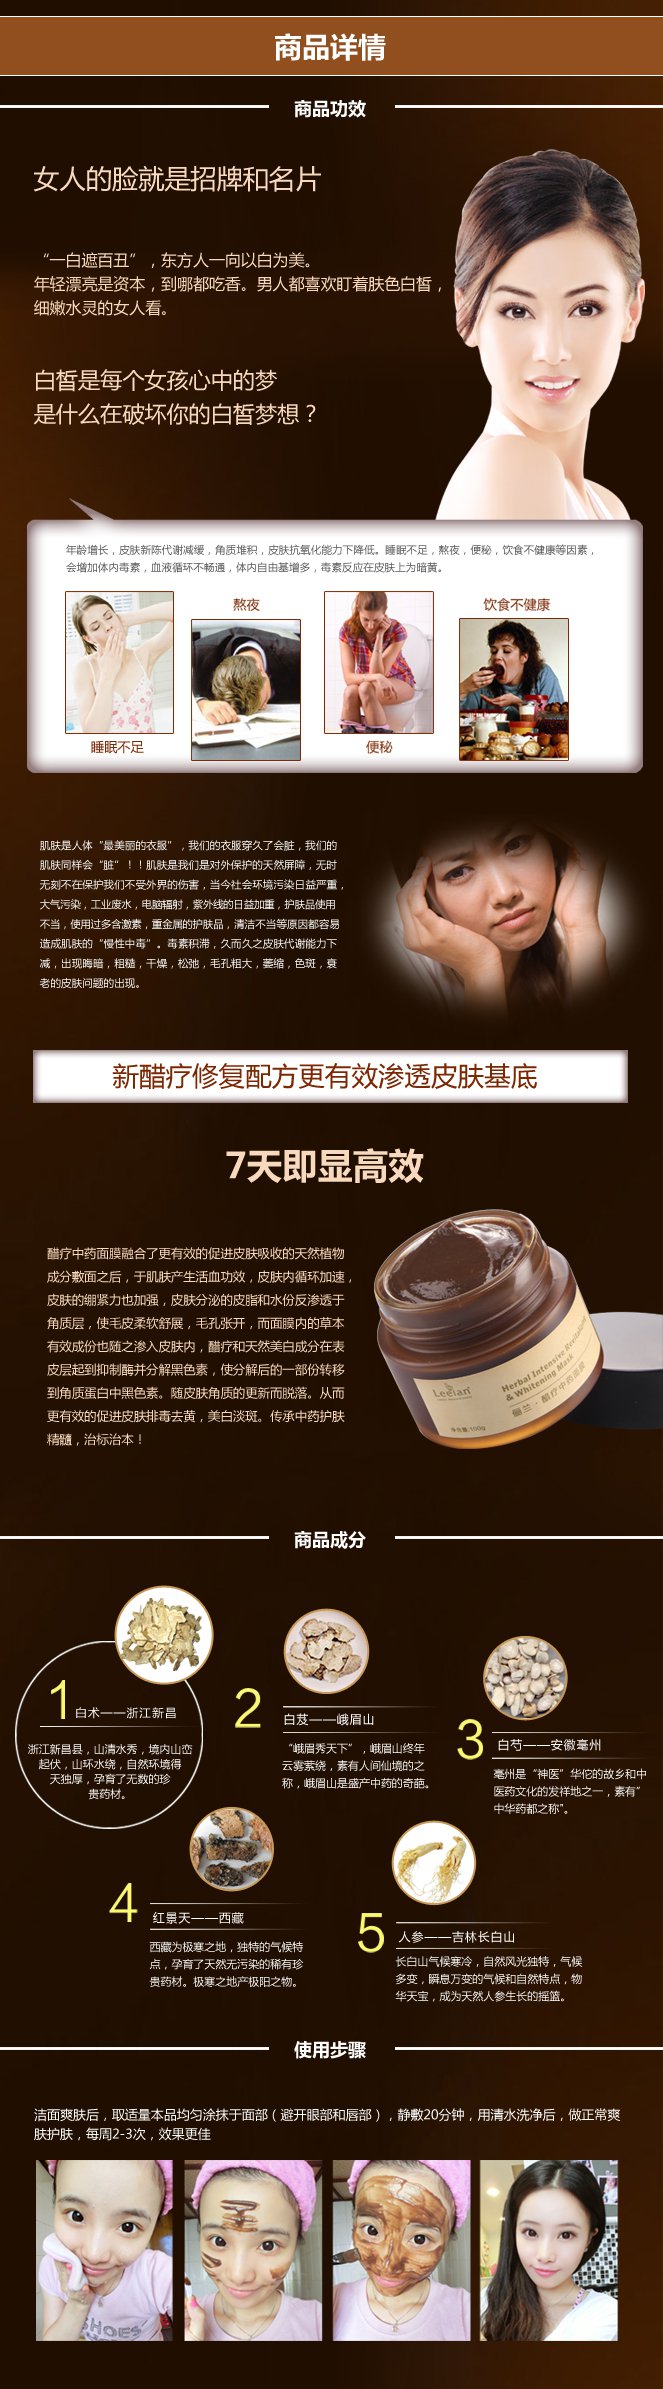 商品详情
商品功效
女人的脸就是招牌和名片
“一白遮百丑”，东方人一向以白为美。
年轻漂亮是资本，到哪都吃香。男人都喜欢盯着肤色白皙，
细嫩水灵的女人看。
白皙是每个女孩心中的梦
是什么在破坏你的白皙梦想？
年龄增长，皮肤新陈代谢减缓，角质堆积，皮肤抗氧化能力下降低。睡眠不足，熬夜，便秘，饮食不健康等因素，
会增加体内毒素，血液循环不畅通，体内自由基增多，毒素反应在皮肤上为暗黄。
熬夜
饮食不健康
睡眠不足
便秘
肌肤是人体“最美丽的衣服”，我们的衣服穿久了会脏，我们的
肌肤同样会“脏”！！肌肤是我们是对外保护的天然屏障，无时
无刻不在保护我们不受外界的伤害，当今社会环境污染日益严重，
大气污染，工业废水，电脑辐射，紫外线的日益加重，护肤品使用
不当，使用过多含激素，重金属的护肤品，清洁不当等原因都容易
造成肌肤的“慢性中毒”。毒素积滞，久而久之皮肤代谢能力下
减，出现晦暗，粗糙，干燥，松弛，毛孔粗大，萎缩，色斑，衰
老的皮肤问题的出现。
新醋疗修复配方更有效渗透皮肤基底
7天即显高效
醋疗中药面膜融合了更有效的促进皮肤吸收的天然植物
成分敷面之后，于肌肤产生活血功效，皮肤内循环加速，
皮肤的绷紧力也加强，皮肤分泌的皮脂和水份反渗透于
角质层，使毛皮柔软舒展，毛孔张开，而面膜内的草本
有效成份也随之渗入皮肤内，醋疗和天然美白成分在表
皮层起到抑制酶并分解黑色素，使分解后的一部份转移
到角质蛋白中黑色素。随皮肤角质的更新而脱落。从而
更有效的促进皮肤排毒去黄，美白淡斑。传承中药护肤
精髓，治标治本！
Leelan
Herbal Intensive Revitalizing
& Whitening Mask
俪兰·醋疗中药面膜
净含量:100g
商品成分
1
白术——浙江新昌
浙江新昌县，山清水秀，境内山峦
起伏，山环水绕，自然环境得
天独厚，孕育了无数的珍
贵药材。
2
白芨——峨眉山
“峨眉秀天下”，峨眉山终年
云雾萦绕，素有人间仙境的之
称，峨眉山是盛产中药的奇葩。
3
白芍——安徽亳州
亳州是“神医”华佗的故乡和中
医药文化的发祥地之一，素有”
中华药都之称”。
4
红景天——西藏
西藏为极寒之地，独特的气候特
点，孕育了天然无污染的稀有珍
贵药材。极寒之地产极阳之物。
5
人参——吉林长白山
长白山气候寒冷，自然风光独特，气候
多变，瞬息万变的气候和自然特点，物
华天宝，成为天然人参生长的摇篮。
使用步骤
洁面爽肤后，取适量本品均匀涂抹于面部（避开眼部和唇部），静敷20分钟，用清水洗净后，做正常爽
肤护肤，每周2-3次，效果更佳